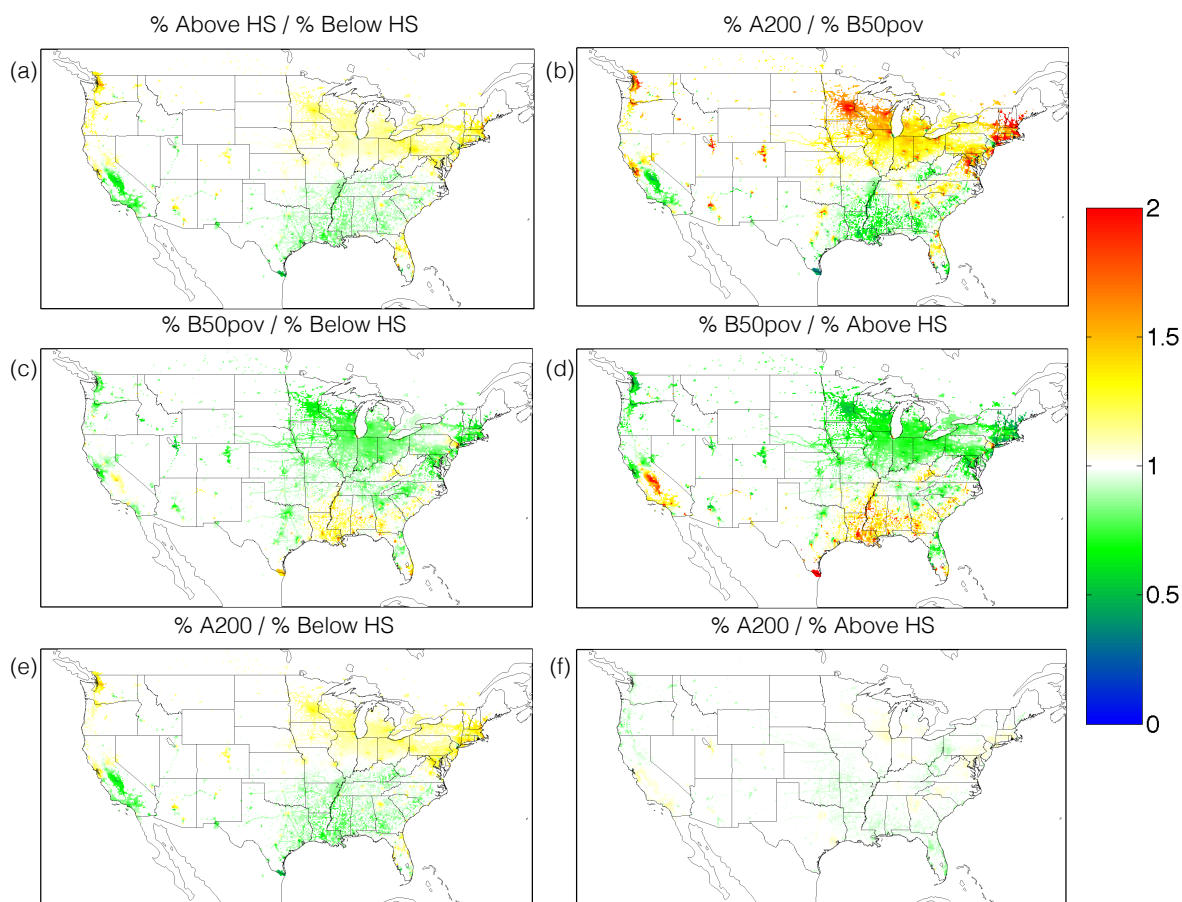 % Above HS / % Below HS
% A200 / % B50pov
(a)
(b)
% B50pov / % Below HS
% B50pov / % Above HS
(c)
(d)
% A200 / % Below HS
% A200 / % Above HS
(e)
(f)
2
1.5
1
0.5
0